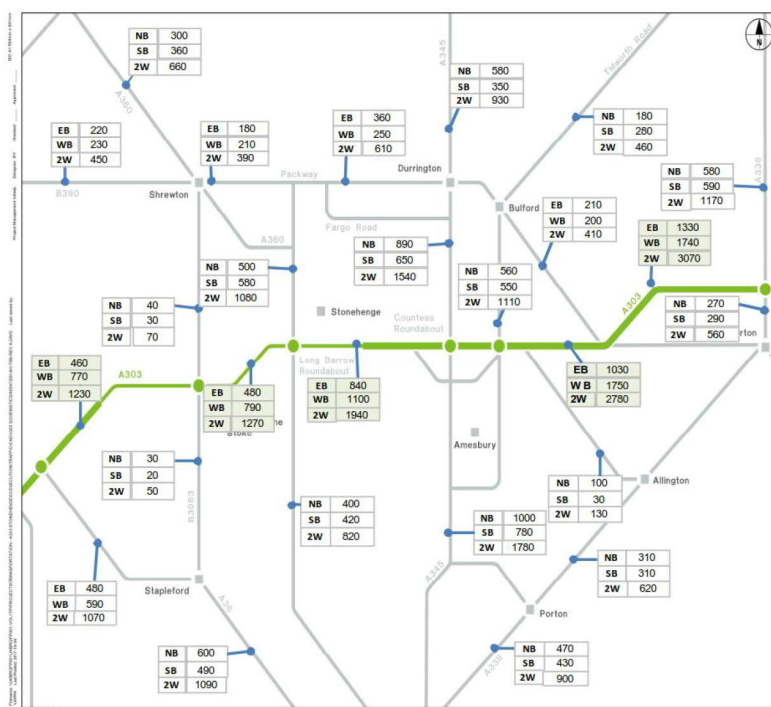 NB 300
SB 360
2W 660
A360
A345
NB 580
SB 350
2W 930
Tidworth Road
NB 180
SB 280
2W 460
A338
N
EB 220
WB 230
2W 450
B390
Shrewton
EB 180
WB 210
2W 390
Packway
EB 360
WB 250
2W 610
Durrington
Bulford
NB 580
SB 590
2W 1170
Fargo Road
A360
EB 210
WB 200
2W 410
EB 1330
WB 1740
2W 3070
NB 500
SB 580
2W 1080
NB 890
SB 650
2W 1540
NB 560
SB 550
2W 1110
NB 40
SB 30
2W 70
Stonehenge
Countess
Roundabout
A303
NB 270
SB 290
2W 560
rton
EB 460
WB 770
2W 1230
A303
Long Barrow
Roundabout
EB 480
WB 790
2W 1270
ne
Stoke
EB 840
WB 1100
2W 1940
EB 1030
WB 1750
2W 2780
Amesbury
NB 30
SB 20
2W 50
B3083
NB 400
SB 420
2W 820
NB 1000
SB 780
2W 1780
NB 100
SB 30
2W 130
Allington
EB 480
WB 590
2W 1070
Stapleford
A36
A345
NB 310
SB 310
2W 620
Porton
NB 600
SB 490
2W 1090
A338
NB 470
SB 430
2W 900